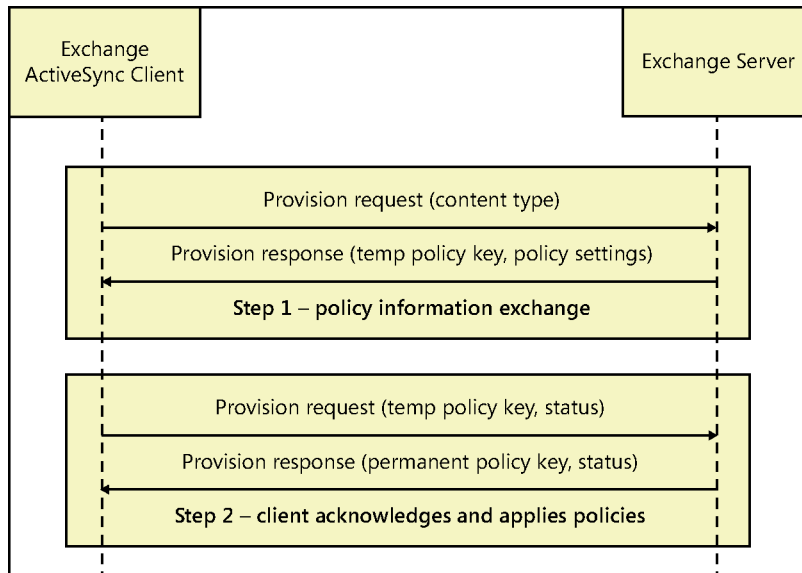 Exchange
ActiveSync Client
Exchange Server
Provision request (content type)
Provision response (temp policy key, policy settings)
Step 1 – policy information exchange
Provision request (temp policy key, status)
Provision response (permanent policy key, status)
Step 2 – client acknowledges and applies policies